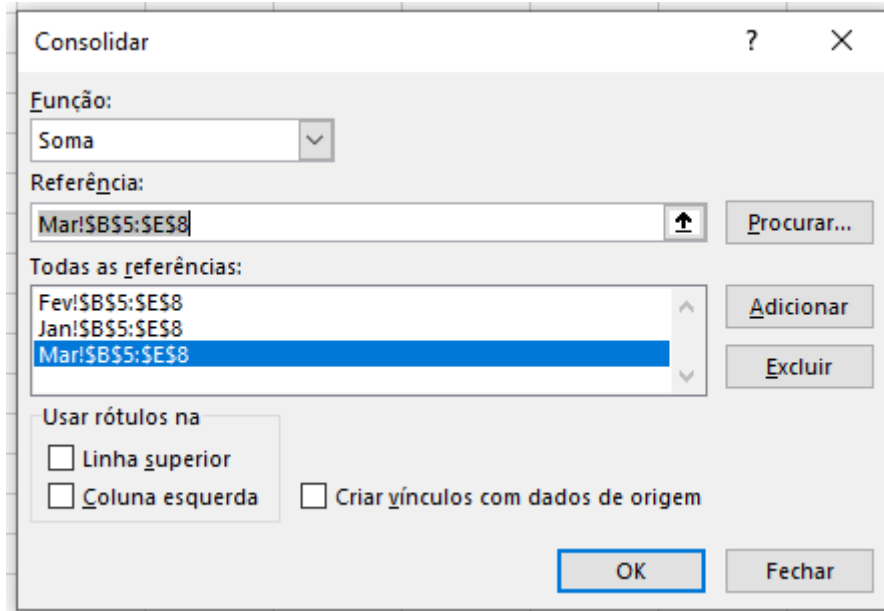 Consolidar ?
Função:
Soma
Referência:
Mar!$B$5:$E$8 Procurar...
Todas as referências:
Fev!$B$5:$E$8
Jan!$B$5:$E$8
Mar!$B$5:$E$8
Adicionar
Excluir
Usar rótulos na
Linha superior
Coluna esquerda Criar vínculos com dados de origem
OK Fechar